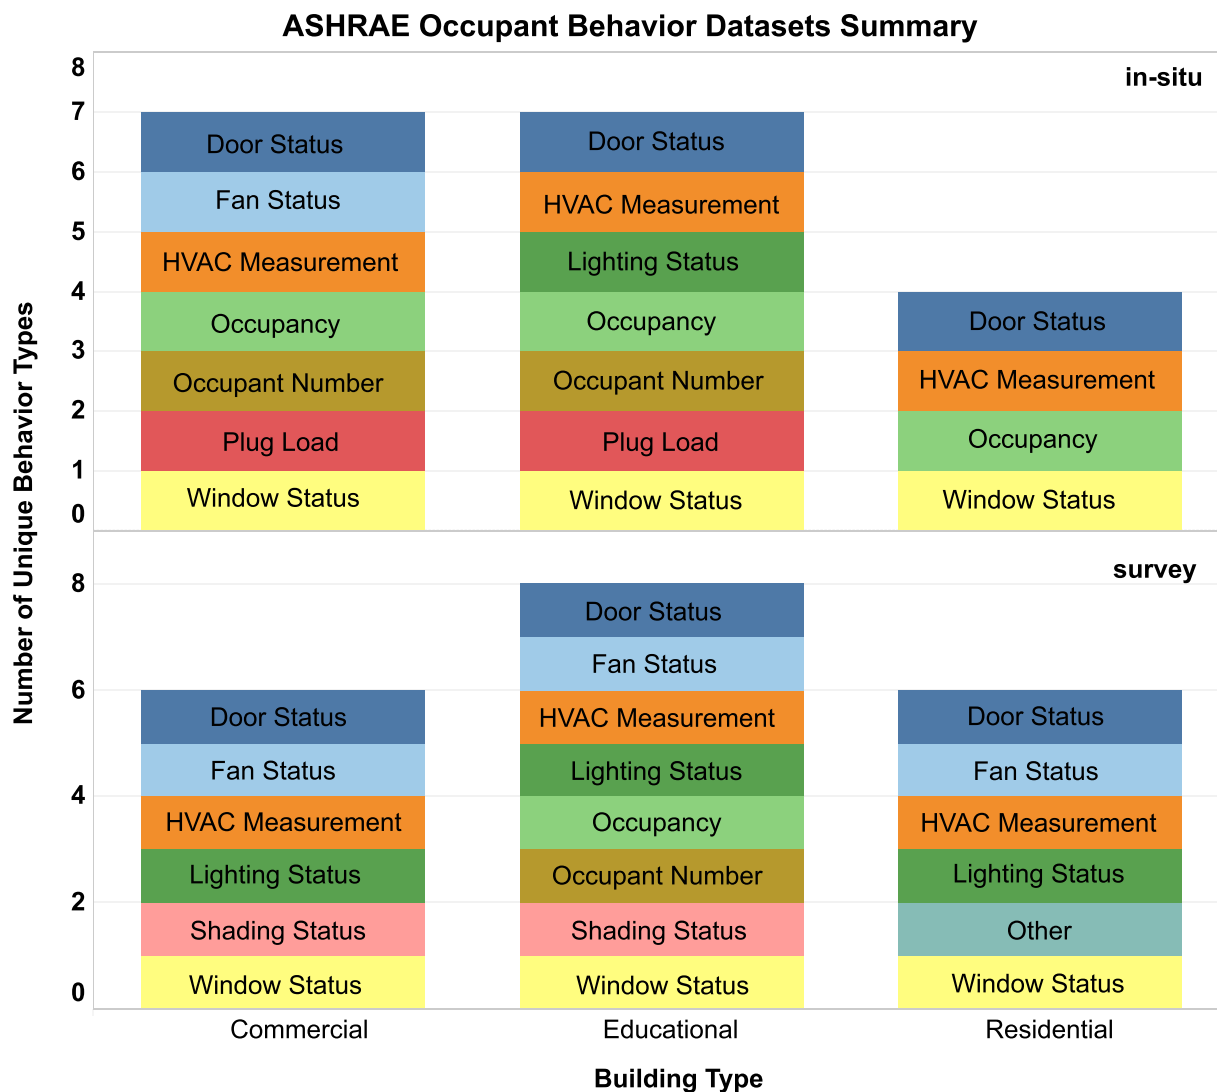 ASHRAE Occupant Behavior Datasets Summary
in-situ
8
7
6
5
4
3
2
1
0
Door Status
Fan Status
HVAC Measurement
Occupancy
Occupant Number
Plug Load
Window Status
Door Status
HVAC Measurement
Lighting Status
Occupancy
Occupant Number
Plug Load
Window Status
Door Status
HVAC Measurement
Occupancy
Window Status
Number of Unique Behavior Types
survey
8
6
4
2
0
Door Status
Fan Status
HVAC Measurement
Lighting Status
Shading Status
Window Status
Door Status
Fan Status
HVAC Measurement
Lighting Status
Occupancy
Occupant Number
Shading Status
Window Status
Door Status
Fan Status
HVAC Measurement
Lighting Status
Other
Window Status
Commercial
Educational
Residential
Building Type